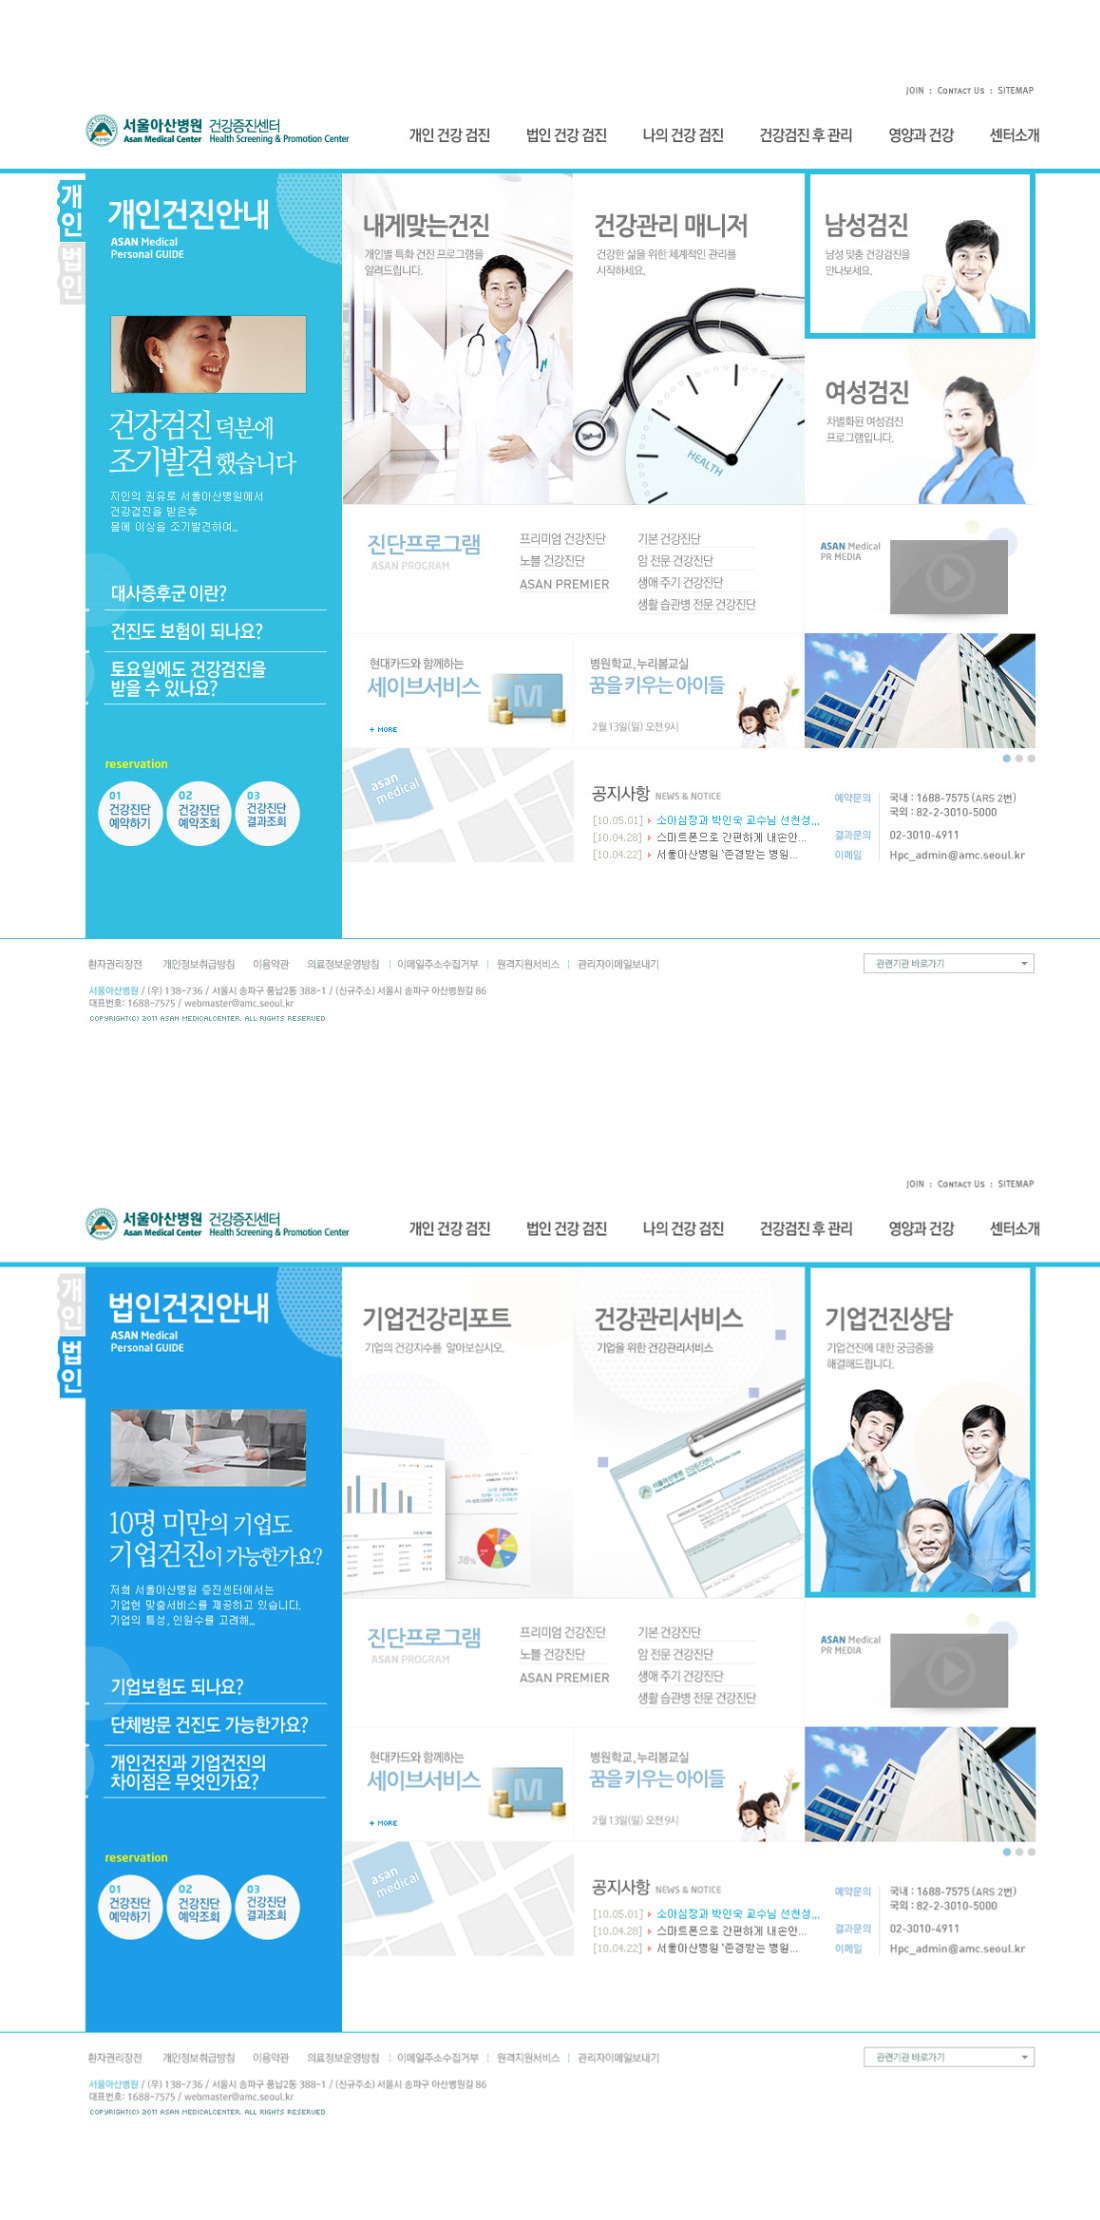 JOIN : CONTACT US : SITEMAP
서울아산병원 건강증진센터
Asan Medical Center Health Screening & Promotion Center
개인 건강 검진
법인 건강 검진
나의 건강 검진
건강검진 후 관리
영양과 건강
센터소개
개인
법인
개인건진안내
ASAN Medical
Personal GUIDE
건강검진 덕분에
조기발견 했습니다
지인의 권유로 서울아산병원에서
건강겁진을 받은후
몸에 이상을 조기발견하여...
대사증후군 이란?
건진도 보험이 되나요?
토요일에도 건강검진을
받을 수 있나요?
reservation
01
건강진단
예약하기
02
건강진단
예약조회
03
건강진단
결과조회
내게맞는건진
개인별 특화 건진 프로그램을
알려드립니다.
건강관리 매니저
건강한 삶을 위한 체계적인 관리를
시작하세요.
HEALTH
남성검진
남성 맞춤 건강검진을
만나보세요.
여성검진
차별화된 여성검진
프로그램입니다.
진단프로그램
ASAN PROGRAM
프리미엄 건강진단
노블 건강진단
ASAN PREMIER
기본 건강진단
암 전문 건강진단
생애 주기 건강진단
생활 습관병 전문 건강진단
ASAN Medical
PR MEDIA
현대카드와 함께하는
세이브서비스
M
+ MORE
병원학교, 누리봄교실
꿈을 키우는 아이들
2월 13일(일) 오전 9시
asan
medical
공지사항 NEWS & NOTICE
[10.05.01] 소아심장과 박인숙 교수님 선천성...
[10.04.28] 스마트폰으로 간편하게 내손안...
[10.04.22] 서울아산병원 '존경받는 병원...
예약문의
국내 : 1688-7575 (ARS 2번)
국외 : 82-2-3010-5000
결과문의 02-3010-4911
이메일 Hpc_admin@amc.seoul.kr
환자권리장전
개인정보취급방침
이용약관
의료정보운영방침
이메일주소수집거부
원격지원서비스
관리자이메일보내기
관련기관 바로가기
서울아산병원 / (우) 138-736 / 서울시 송파구 풍납2동 388-1 / (신규주소) 서울시 송파구 아산병원길 86
대표번호: 1688-7575 / webmaster@amc.seoul.kr
COPYRIGHT(C) 2011 ASAN MEDICALCENTER. ALL RIGHTS RESERVED
JOIN : CONTACT US : SITEMAP
서울아산병원 건강증진센터
Asan Medical Center Health Screening & Promotion Center
개인 건강 검진
법인 건강 검진
나의 건강 검진
건강검진 후 관리
영양과 건강
센터소개
개인
법인
법인건진안내
ASAN Medical
Personal GUIDE
10명 미만의 기업도
기업건진이 가능한가요?
저희 서울아산병원 증진센터에서는
기업현 맞춤서비스를 제공하고 있습니다.
기업의 특성, 인원수를 고려해...
기업보험도 되나요?
단체방문 건진도 가능한가요?
개인건진과 기업건진의
차이점은 무엇인가요?
reservation
01
건강진단
예약하기
02
건강진단
예약조회
03
건강진단
결과조회
기업건강리포트
기업의 건강지수를 알아보십시오.
38%
건강관리서비스
기업을 위한 건강관리서비스
서울아산병원 건강증진센터
기업건진상담
기업건진에 대한 궁금증을
해결해드립니다.
진단프로그램
ASAN PROGRAM
프리미엄 건강진단
노블 건강진단
ASAN PREMIER
기본 건강진단
암 전문 건강진단
생애 주기 건강진단
생활 습관병 전문 건강진단
ASAN Medical
PR MEDIA
현대카드와 함께하는
세이브서비스
M
+ MORE
병원학교, 누리봄교실
꿈을 키우는 아이들
2월 13일(일) 오전 9시
asan
medical
공지사항 NEWS & NOTICE
[10.05.01] 소아심장과 박인숙 교수님 선천성...
[10.04.28] 스마트폰으로 간편하게 내손안...
[10.04.22] 서울아산병원 '존경받는 병원...
예약문의
국내 : 1688-7575 (ARS 2번)
국외 : 82-2-3010-5000
결과문의 02-3010-4911
이메일 Hpc_admin@amc.seoul.kr
환자권리장전
개인정보취급방침
이용약관
의료정보운영방침
이메일주소수집거부
원격지원서비스
관리자이메일보내기
관련기관 바로가기
서울아산병원 / (우) 138-736 / 서울시 송파구 풍납2동 388-1 / (신규주소) 서울시 송파구 아산병원길 86
대표번호: 1688-7575 / webmaster@amc.seoul.kr
COPYRIGHT(C) 2011 ASAN MEDICALCENTER. ALL RIGHTS RESERVED